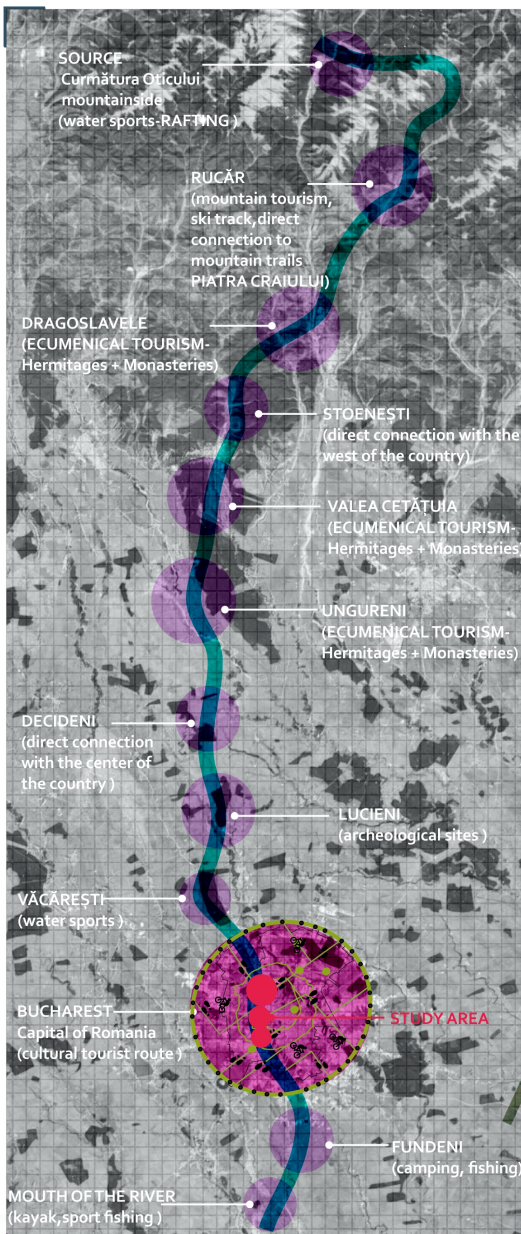 SOURCE
Curmătura Oticului
mountainside
(water sports-RAFTING )
RUCĂR
(mountain tourism,
ski track,direct
connection to
mountain trails
PIATRA CRAIULUI)
DRAGOSLAVELE
(ECUMENICAL TOURISM-
Hermitages + Monasteries)
STOENEȘTI
(direct connection with the
west of the country)
VALEA CETĂȚUIA
(ECUMENICAL TOURISM-
Hermitages + Monasteries)
UNGURENI
(ECUMENICAL TOURISM-
Hermitages + Monasteries)
DECIDENI
(direct connection
with the center of
the country )
LUCIENI
(archeological sites )
VĂCĂREȘTI
(water sports )
BUCHAREST
Capital of Romania
(cultural tourist route )
STUDY AREA
FUNDENI
(camping, fishing)
MOUTH OF THE RIVER
(kayak,sport fishing )